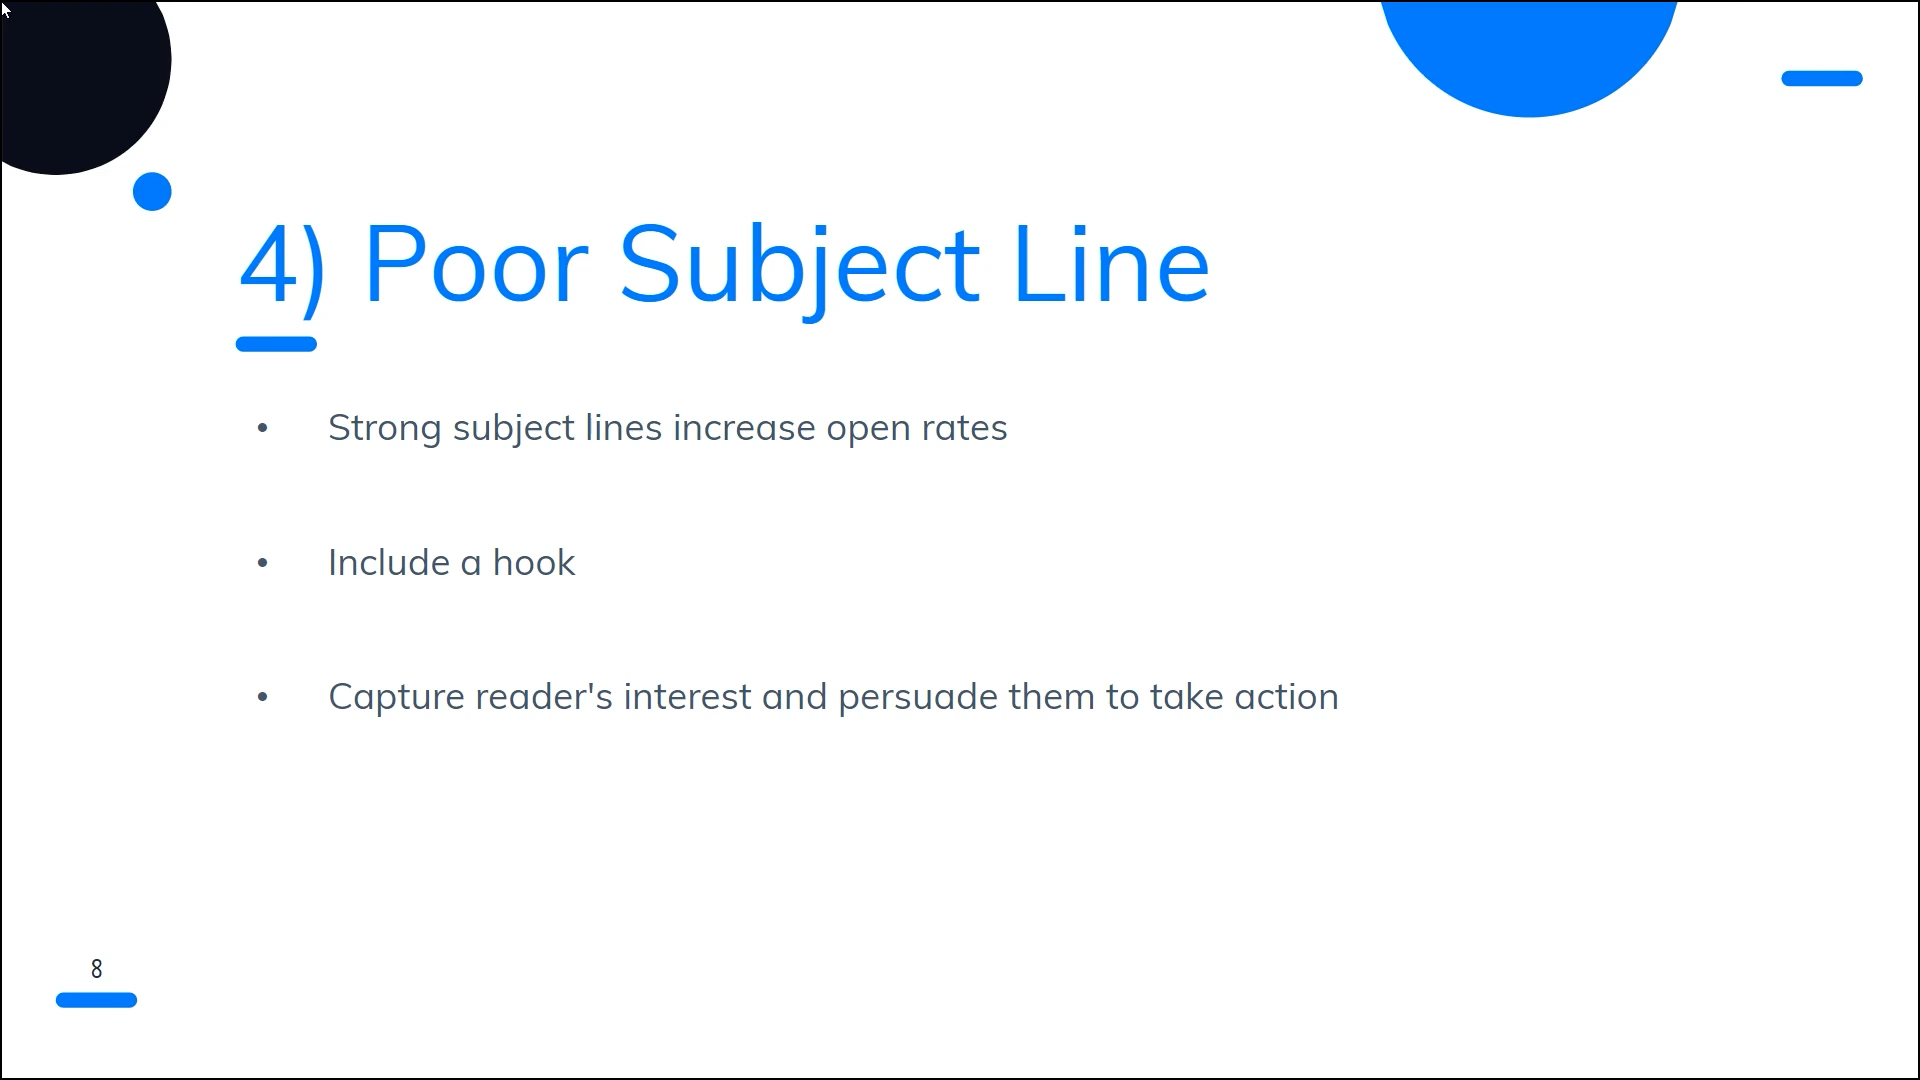 4) Poor Subject Line
• Strong subject lines increase open rates
• Include a hook
• Capture reader's interest and persuade them to take action
8